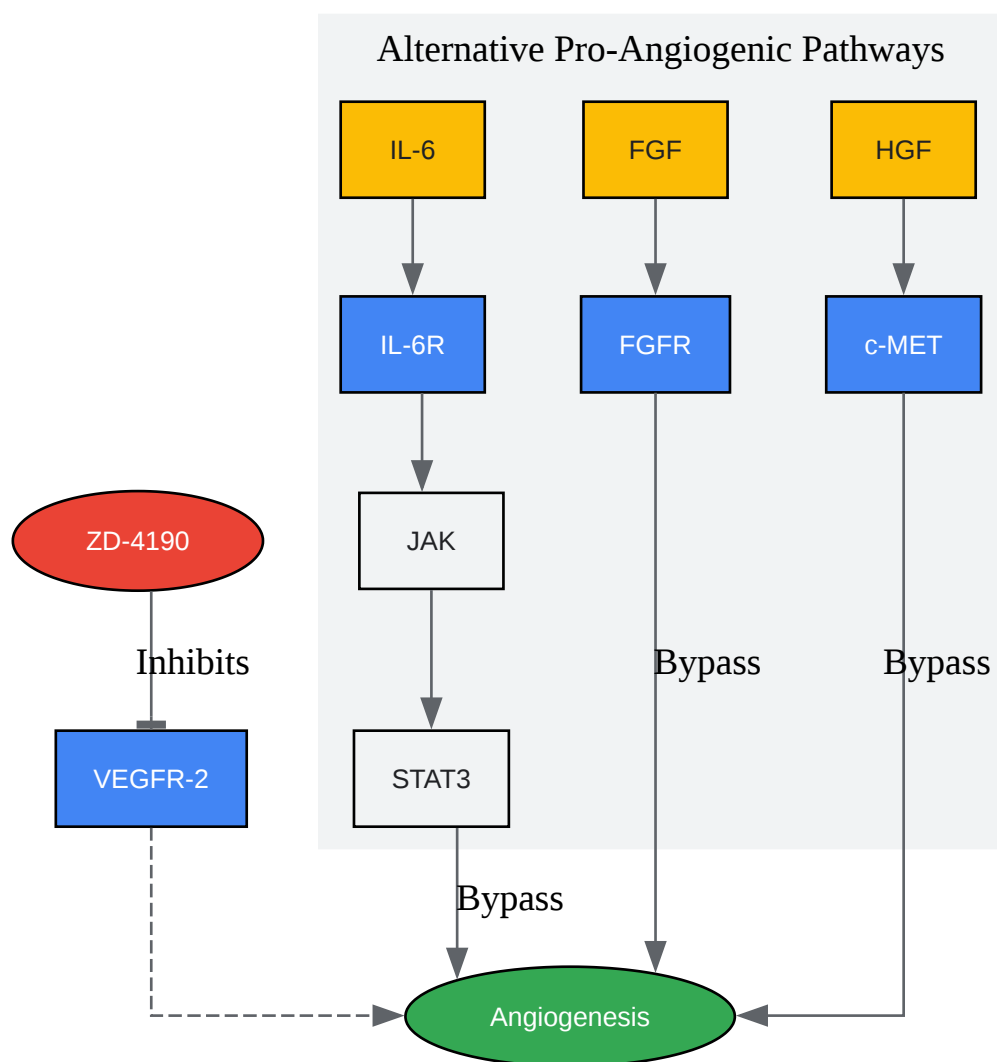 Alternative Pro-Angiogenic Pathways
IL-6
FGF
HGF
IL-6R
FGFR
c-MET
ZD-4190
JAK
Inhibits
Bypass
Bypass
VEGFR-2
STAT3
Bypass
Angiogenesis